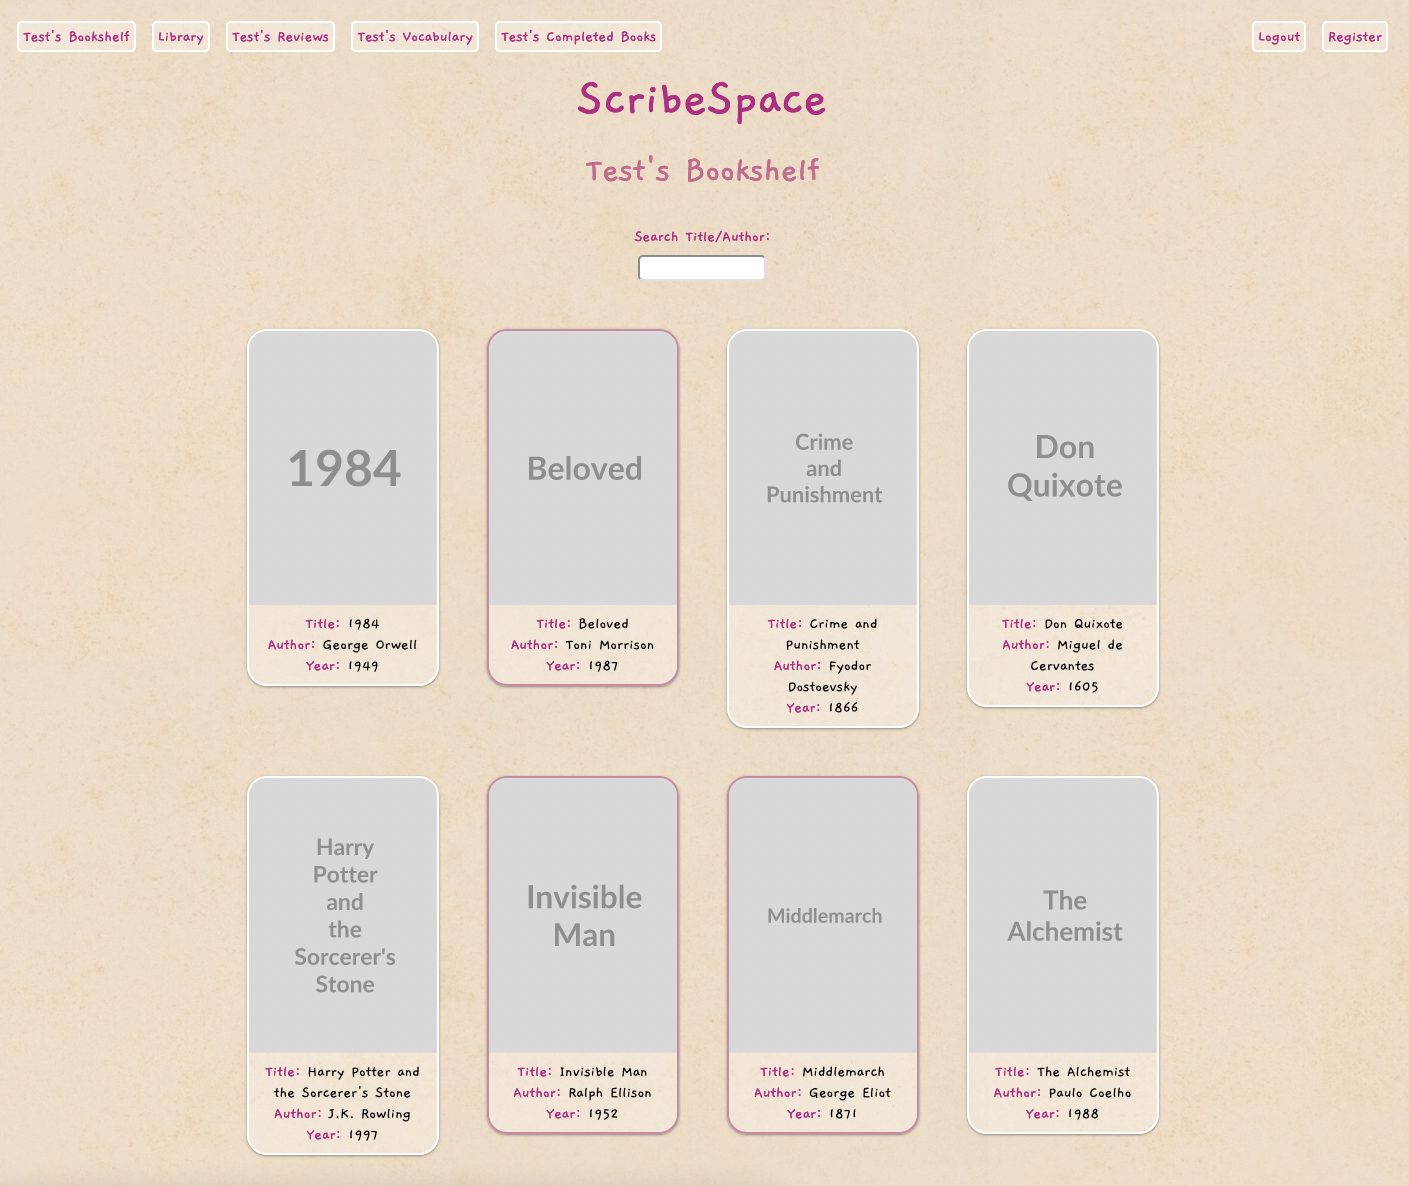 Test's Bookshelf
Library
Test's Reviews
Test's Vocabulary
Test's Completed Books
Logout
Register
ScribeSpace
Test's Bookshelf
Search Title/Author:
1984
Title: 1984
Author: George Orwell
Year: 1949
Beloved
Title: Beloved
Author: Toni Morrison
Year: 1987
Crime
and
Punishment
Title: Crime and
Punishment
Author: Fyodor
Dostoevsky
Year: 1866
Don
Quixote
Title: Don Quixote
Author: Miguel de
Cervantes
Year: 1605
Harry
Potter
and
the
Sorcerer's
Stone
Title: Harry Potter and
the Sorcerer's Stone
Author: J.K. Rowling
Year: 1997
Invisible
Man
Title: Invisible Man
Author: Ralph Ellison
Year: 1952
Middlemarch
Title: Middlemarch
Author: George Eliot
Year: 1871
The
Alchemist
Title: The Alchemist
Author: Paulo Coelho
Year: 1988